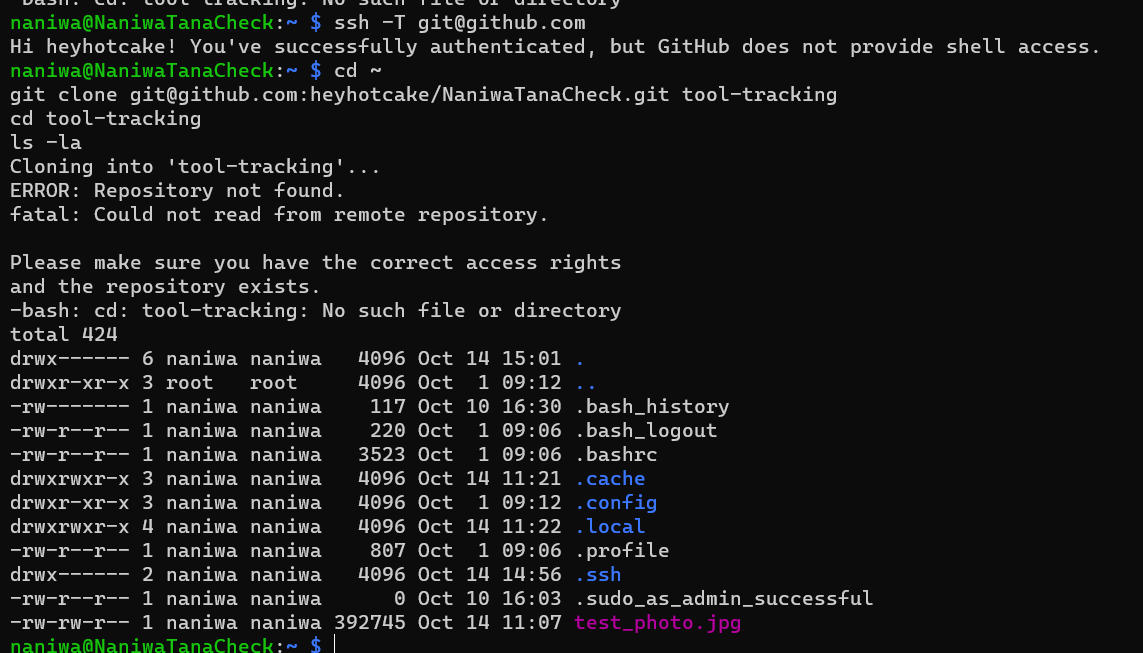 -bash: cd: tool-tracking: No such file or directory
naniwa@NaniwaTanaCheck:~ $ ssh -T git@github.com
Hi heyhotcake! You've successfully authenticated, but GitHub does not provide shell access.
naniwa@NaniwaTanaCheck:~ $ cd ~
git clone git@github.com:heyhotcake/NaniwaTanaCheck.git tool-tracking
cd tool-tracking
ls -la
Cloning into 'tool-tracking'...
ERROR: Repository not found.
fatal: Could not read from remote repository.

Please make sure you have the correct access rights
and the repository exists.
-bash: cd: tool-tracking: No such file or directory
total 424
drwx------ 6 naniwa naniwa   4096 Oct 14 15:01 .
drwxr-xr-x 3 root   root     4096 Oct  1 09:12 ..
-rw------- 1 naniwa naniwa    117 Oct 10 16:30 .bash_history
-rw-r--r-- 1 naniwa naniwa    220 Oct  1 09:06 .bash_logout
-rw-r--r-- 1 naniwa naniwa   3523 Oct  1 09:06 .bashrc
drwxrwxr-x 3 naniwa naniwa   4096 Oct 14 11:21 .cache
drwxr-xr-x 3 naniwa naniwa   4096 Oct  1 09:12 .config
drwxrwxr-x 4 naniwa naniwa   4096 Oct 14 11:22 .local
-rw-r--r-- 1 naniwa naniwa    807 Oct  1 09:06 .profile
drwx------ 2 naniwa naniwa   4096 Oct 14 14:56 .ssh
-rw-r--r-- 1 naniwa naniwa      0 Oct 10 16:03 .sudo_as_admin_successful
-rw-rw-r-- 1 naniwa naniwa 392745 Oct 14 11:07 test_photo.jpg
naniwa@NaniwaTanaCheck:~ $